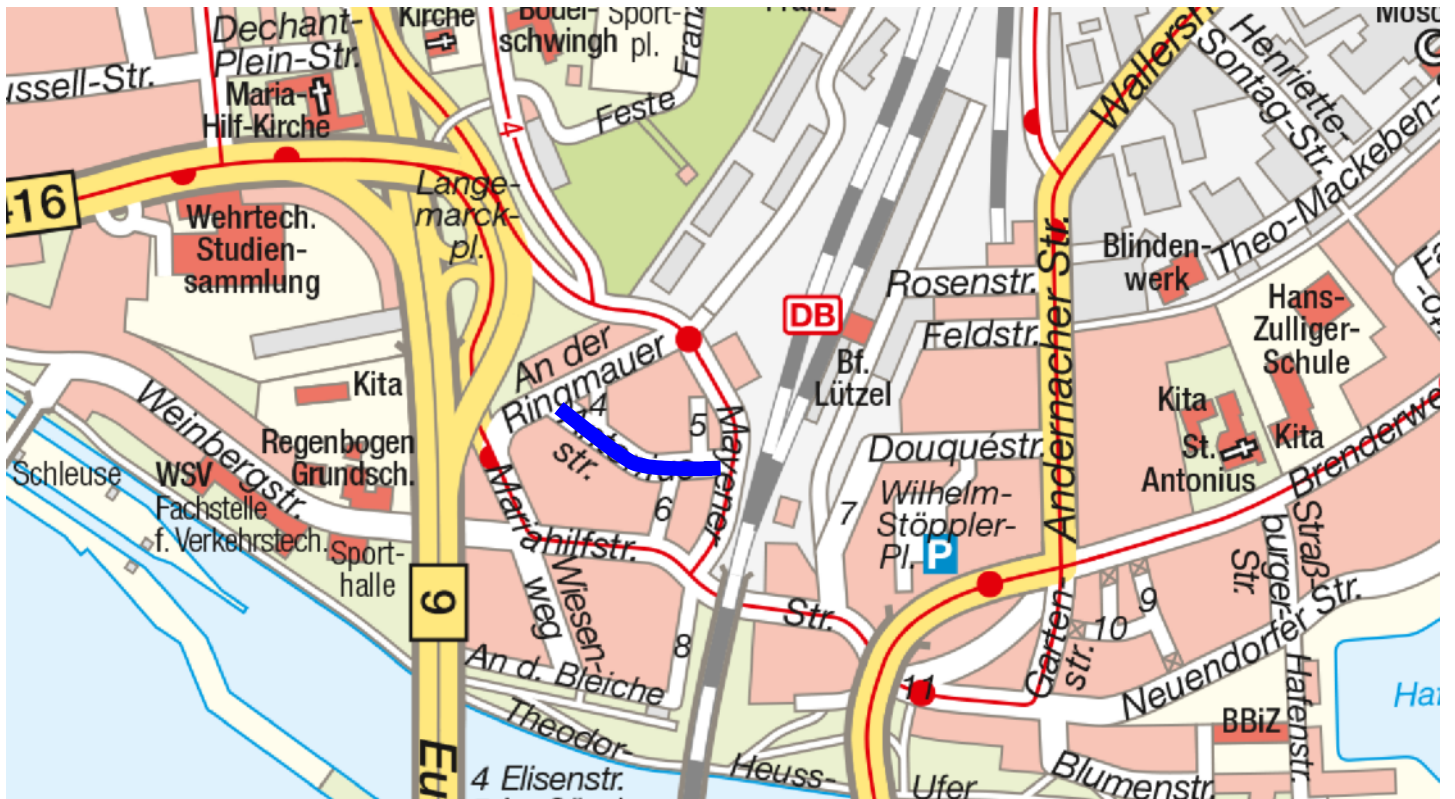 Dechant-
Plein-Str.
Kirche
Bodel-
schwingh
Sport-
pl.
Franz
Franz
Wallersh
Henriette-
Sontag-Str.
ussell-Str.
Maria-
Hilf-Kirche
4
Feste
416
Lange-
marck-
pl.
Wehrtech.
Studien-
sammlung
Theo-Mackeben-S
Blinden-
werk
Rosenstr.
DB
Bf.
Lützel
Feldstr.
Andernacher Str.
Hans-
Zulliger-
Schule
An der
Ringmauer
Kita
Weinbergstr.
4
5
str.
Mayener
6
Regenbogen
Grundsch.
Schleuse
WSV
Fachstelle
f. Verkehrstech.
Sport-
halle
Mariahilfstr.
Douquéstr.
Wilhelm-
Stöppler-
Pl.
P
7
Kita
St.
Antonius
Kita
Brenderwe
Straß-
burger-
Str.
9
Wiesen-
weg
Str.
8
An d. Bleiche
Garten-
str.
9
10
11
Neuendorfer Str.
Hafenstr.
Haf
BBiZ
Theodor-
Heuss-
Ufer
Blumenstr.
Eu
4 Elisenstr.